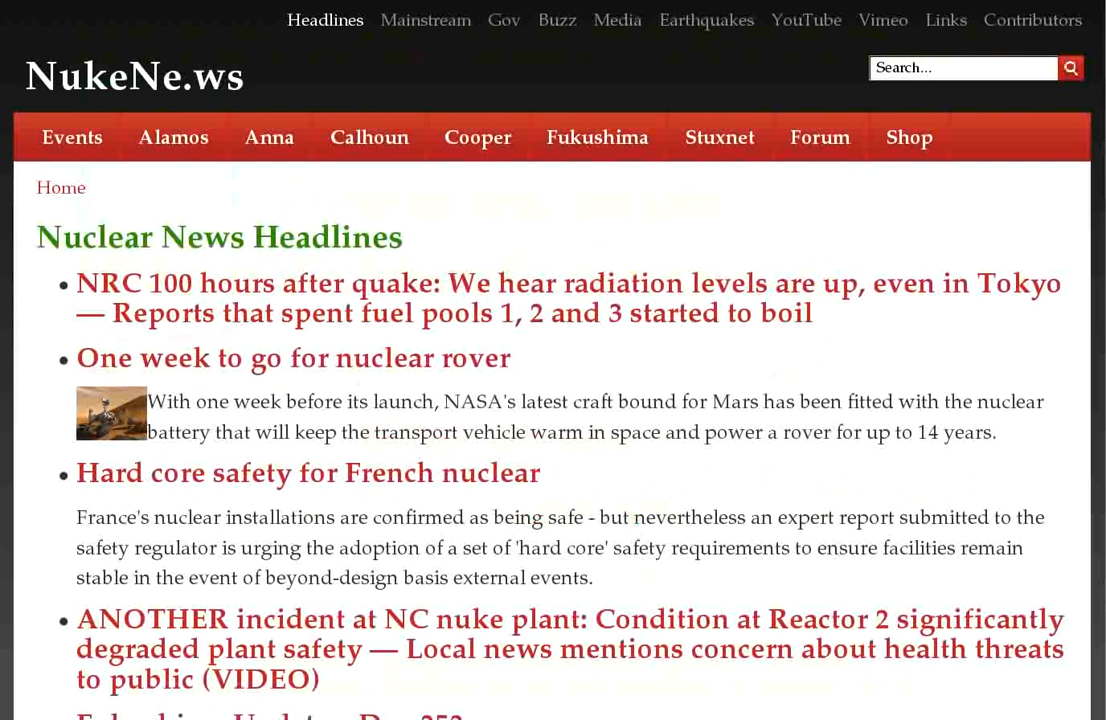 Headlines Mainstream Gov Buzz Media Earthquakes YouTube Vimeo Links Contributors
NukeNe.ws
Search...
Events Alamos Anna Calhoun Cooper Fukushima Stuxnet Forum Shop
Home
Nuclear News Headlines
NRC 100 hours after quake: We hear radiation levels are up, even in Tokyo
— Reports that spent fuel pools 1, 2 and 3 started to boil
One week to go for nuclear rover
With one week before its launch, NASA's latest craft bound for Mars has been fitted with the nuclear
battery that will keep the transport vehicle warm in space and power a rover for up to 14 years.
Hard core safety for French nuclear
France's nuclear installations are confirmed as being safe - but nevertheless an expert report submitted to the
safety regulator is urging the adoption of a set of 'hard core' safety requirements to ensure facilities remain
stable in the event of beyond-design basis external events.
ANOTHER incident at NC nuke plant: Condition at Reactor 2 significantly
degraded plant safety — Local news mentions concern about health threats
to public (VIDEO)